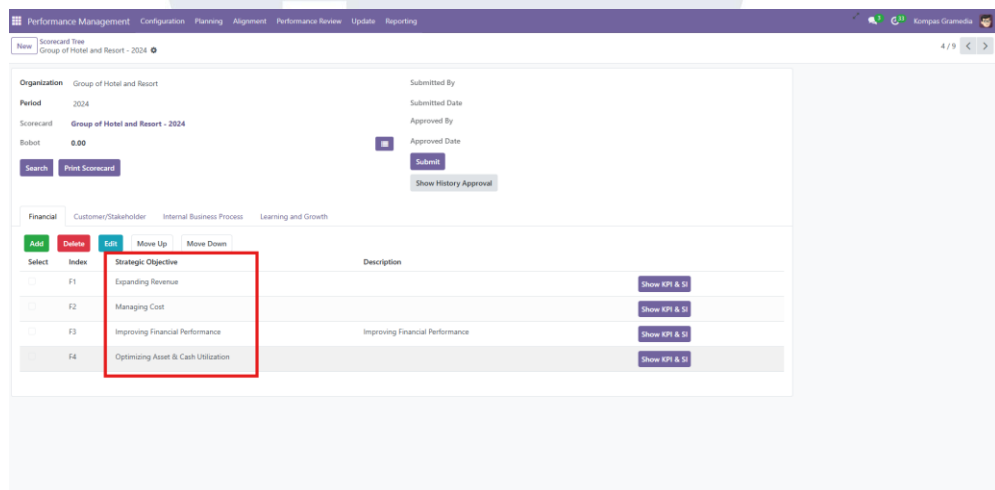 Performance Management Configuration Planning Alignment Performance Review Update Reporting Kompas Gramedia
New Scorecard Tree
Group of Hotel and Resort - 2024
4 / 9
Organization Group of Hotel and Resort
Submitted By
Period 2024
Submitted Date
Scorecard Group of Hotel and Resort - 2024
Approved By
Bobot 0.00
Approved Date
Search Print Scorecard
Submit
Show History Approval
Financial Customer/Stakeholder Internal Business Process Learning and Growth
Add Delete Edit Move Up Move Down
Select Index Strategic Objective Description
F1 Expanding Revenue Show KPI & SI
F2 Managing Cost Show KPI & SI
F3 Improving Financial Performance Improving Financial Performance Show KPI & SI
F4 Optimizing Asset & Cash Utilization Show KPI & SI